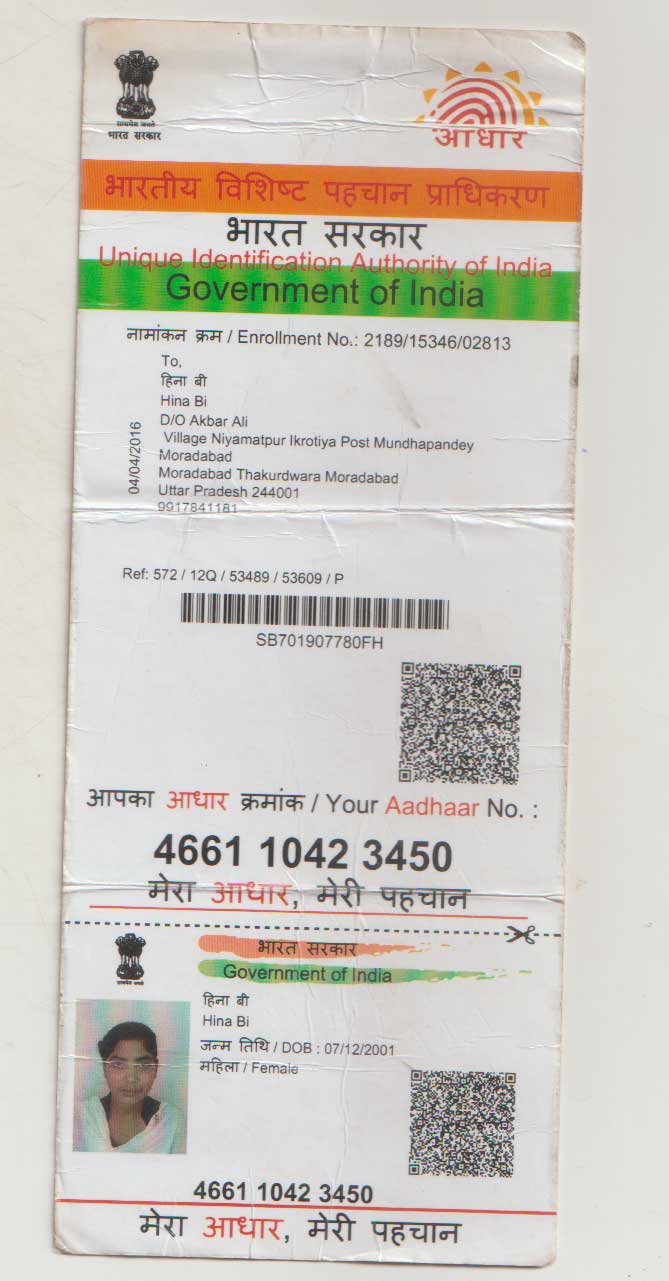 सत्यमेव जयते
भारत सरकार
आधार
भारतीय विशिष्ट पहचान प्राधिकरण
भारत सरकार
Unique Identification Authority of India
Government of India
नामांकन क्रम / Enrollment No.: 2189/15346/02813
To,
हिना बी
Hina Bi
D/O Akbar Ali
Village Niyamatpur Ikrotiya Post Mundhapandey
Moradabad
Moradabad Thakurdwara Moradabad
Uttar Pradesh 244001
9917841181
04/04/2016
Ref: 572 / 12Q / 53489 / 53609 / P
SB701907780FH
आपका आधार क्रमांक / Your Aadhaar No. :
4661 1042 3450
मेरा आधार, मेरी पहचान
भारत सरकार
Government of India
हिना बी
Hina Bi
जन्म तिथि / DOB : 07/12/2001
महिला / Female
4661 1042 3450
मेरा आधार, मेरी पहचान